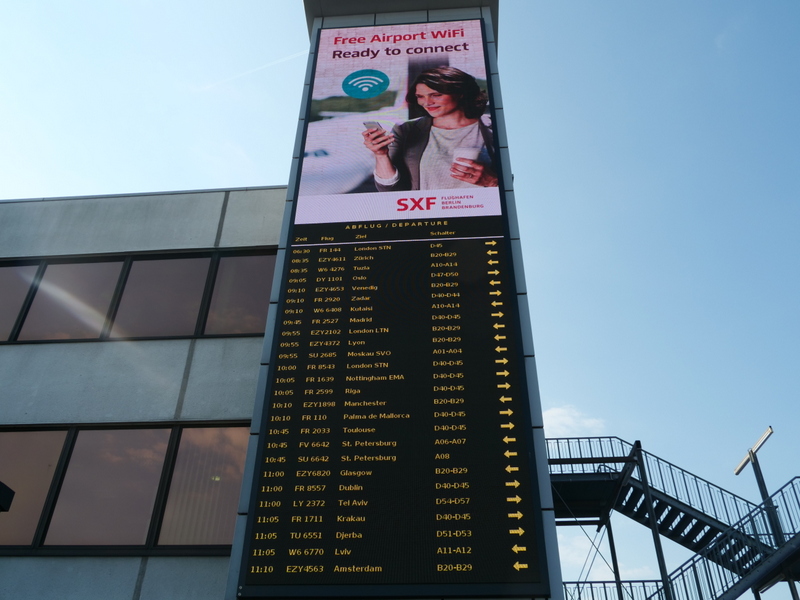 Free Airport WiFi
Ready to connect
SXF FLUGHAFEN
BERLIN
BRANDENBURG
ABFLUG / DEPARTURE
Zeit Flug Ziel Schalter
06:30 FR 144 London STN D45 →
08:35 EZY4611 Zürich B20-B29 ←
08:35 W6 4276 Tuzla A10-A14 ←
09:05 DY 1101 Oslo D47-D50 →
09:10 EZY4653 Venedig B20-B29 ←
09:10 FR 2920 Zadar D40-D44 →
09:10 W6 6408 Kutaisi A10-A14 ←
09:45 FR 2527 Madrid D40-D45 →
09:55 EZY2102 London LTN B20-B29 ←
09:55 EZY4372 Lyon B20-B29 ←
09:55 SU 2685 Moskau SVO A01-A04 ←
10:00 FR 8543 London STN D40-D45 →
10:05 FR 1639 Nottingham EMA D40-D45 →
10:05 FR 2599 Riga D40-D45 →
10:10 EZY1898 Manchester B20-B29 ←
10:10 FR 110 Palma de Mallorca D40-D45 →
10:45 FR 2033 Toulouse D40-D45 →
10:45 FV 6642 St. Petersburg A06-A07 ←
10:45 SU 6642 St. Petersburg A08 ←
11:00 EZY6820 Glasgow B20-B29 ←
11:00 FR 8557 Dublin D40-D45 →
11:00 LY 2372 Tel Aviv D54-D57 →
11:05 FR 1711 Krakau D40-D45 →
11:05 TU 6551 Djerba D51-D53 →
11:05 W6 6770 Lviv A11-A12 ←
11:10 EZY4563 Amsterdam B20-B29 ←